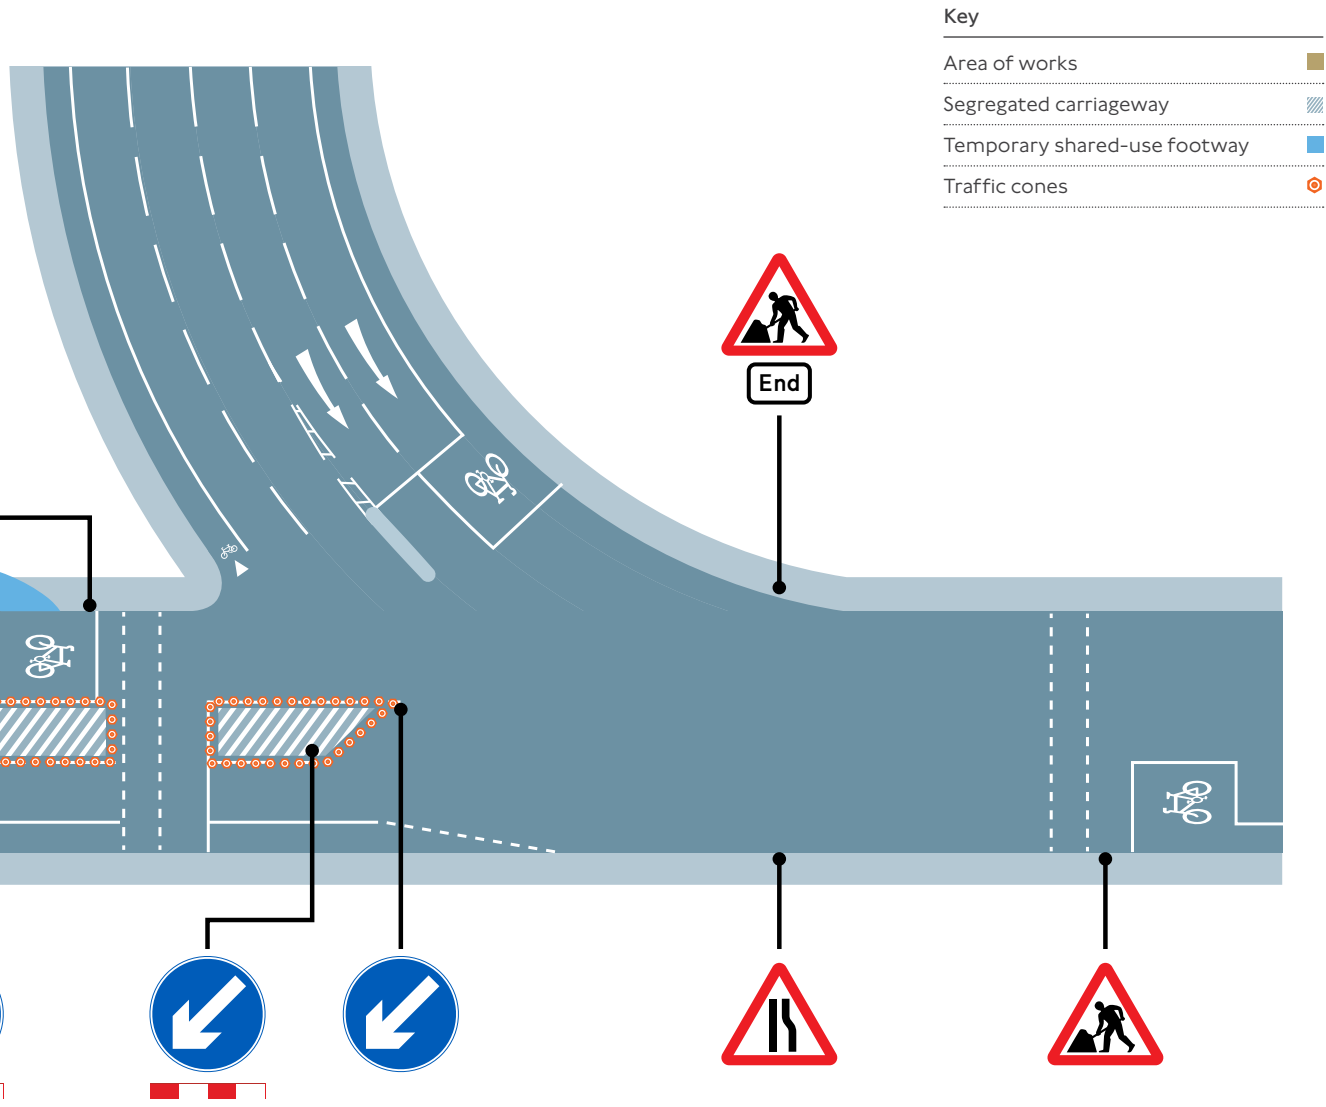 Key
Area of works
Segregated carriageway
Temporary shared-use footway
Traffic cones
End